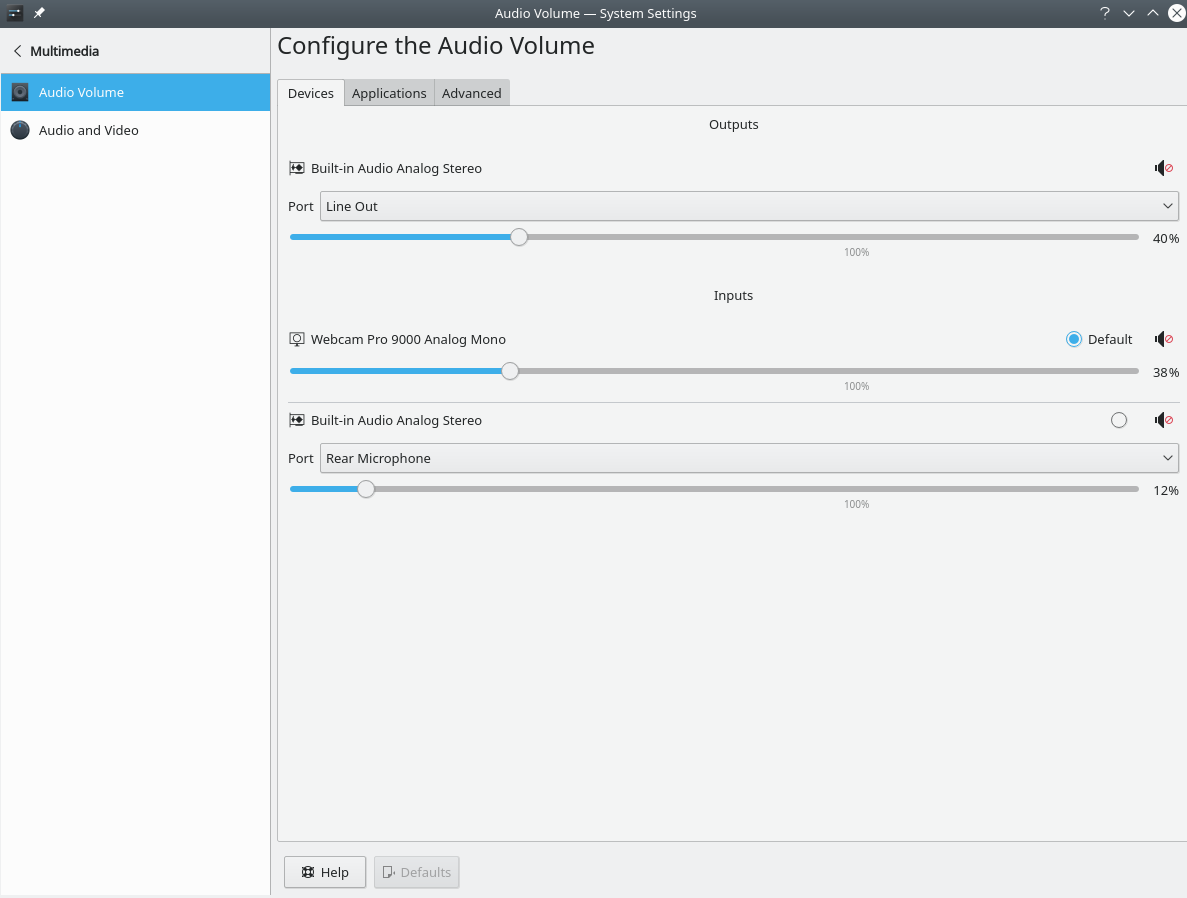 Audio Volume — System Settings
Multimedia
Audio Volume
Audio and Video
Configure the Audio Volume
Devices Applications Advanced
Outputs
Built-in Audio Analog Stereo
Port Line Out
40%
100%
Inputs
Webcam Pro 9000 Analog Mono Default
38%
100%
Built-in Audio Analog Stereo
Port Rear Microphone
12%
100%
Help Defaults